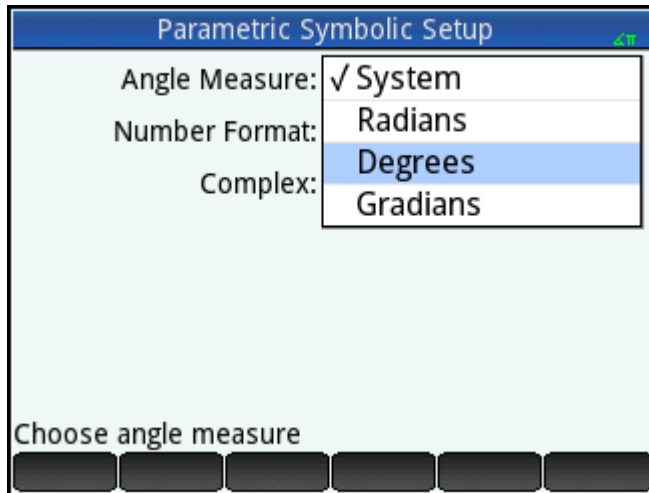 Parametric Symbolic Setup ∡π
Angle Measure: √ System
Radians
Number Format:
Degrees
Complex:
Gradians
Choose angle measure